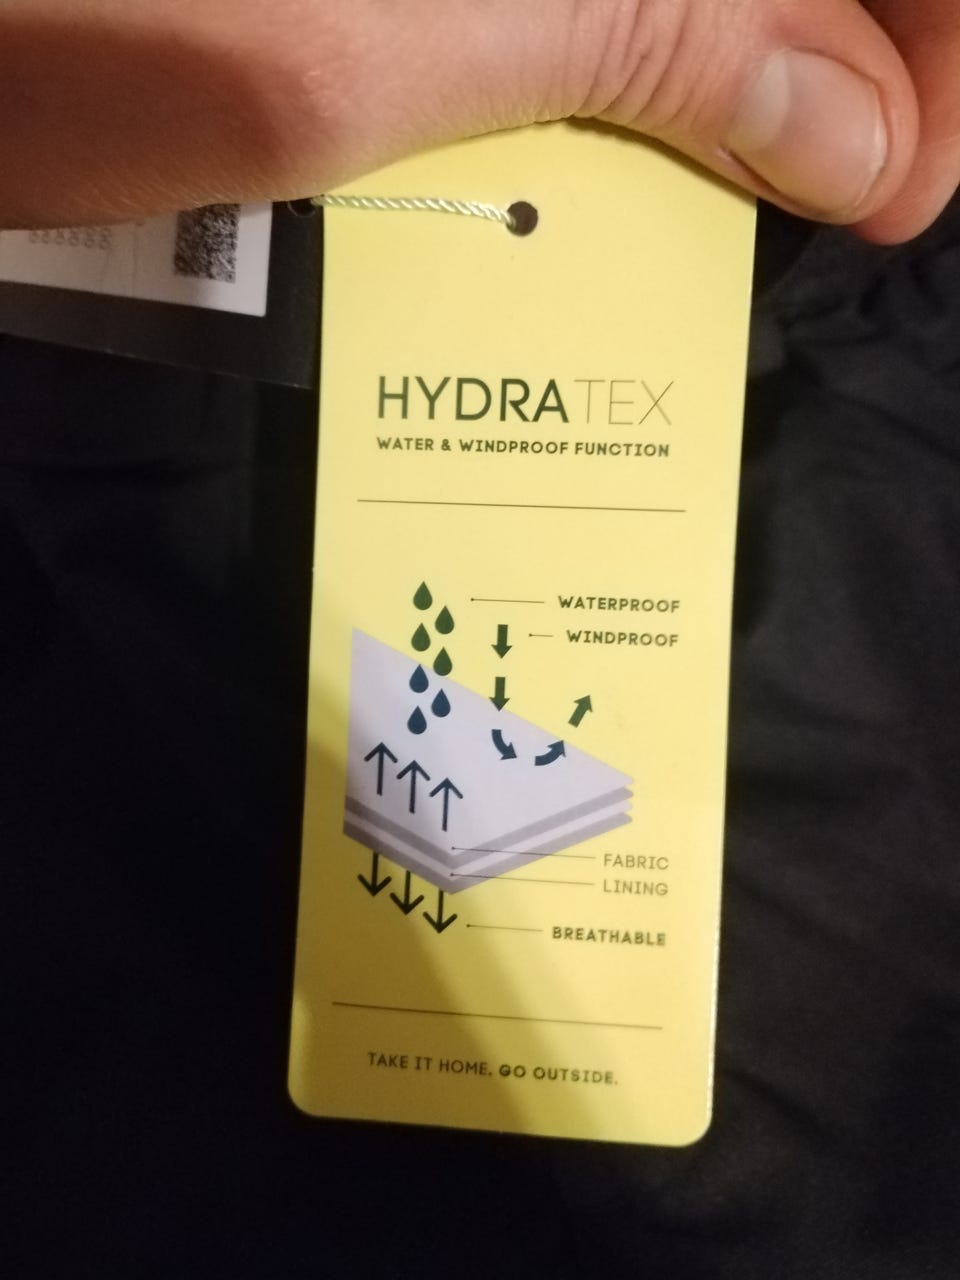 HYDRATEX
WATER & WINDPROOF FUNCTION
WATERPROOF
WINDPROOF
FABRIC
LINING
BREATHABLE
TAKE IT HOME. GO OUTSIDE.